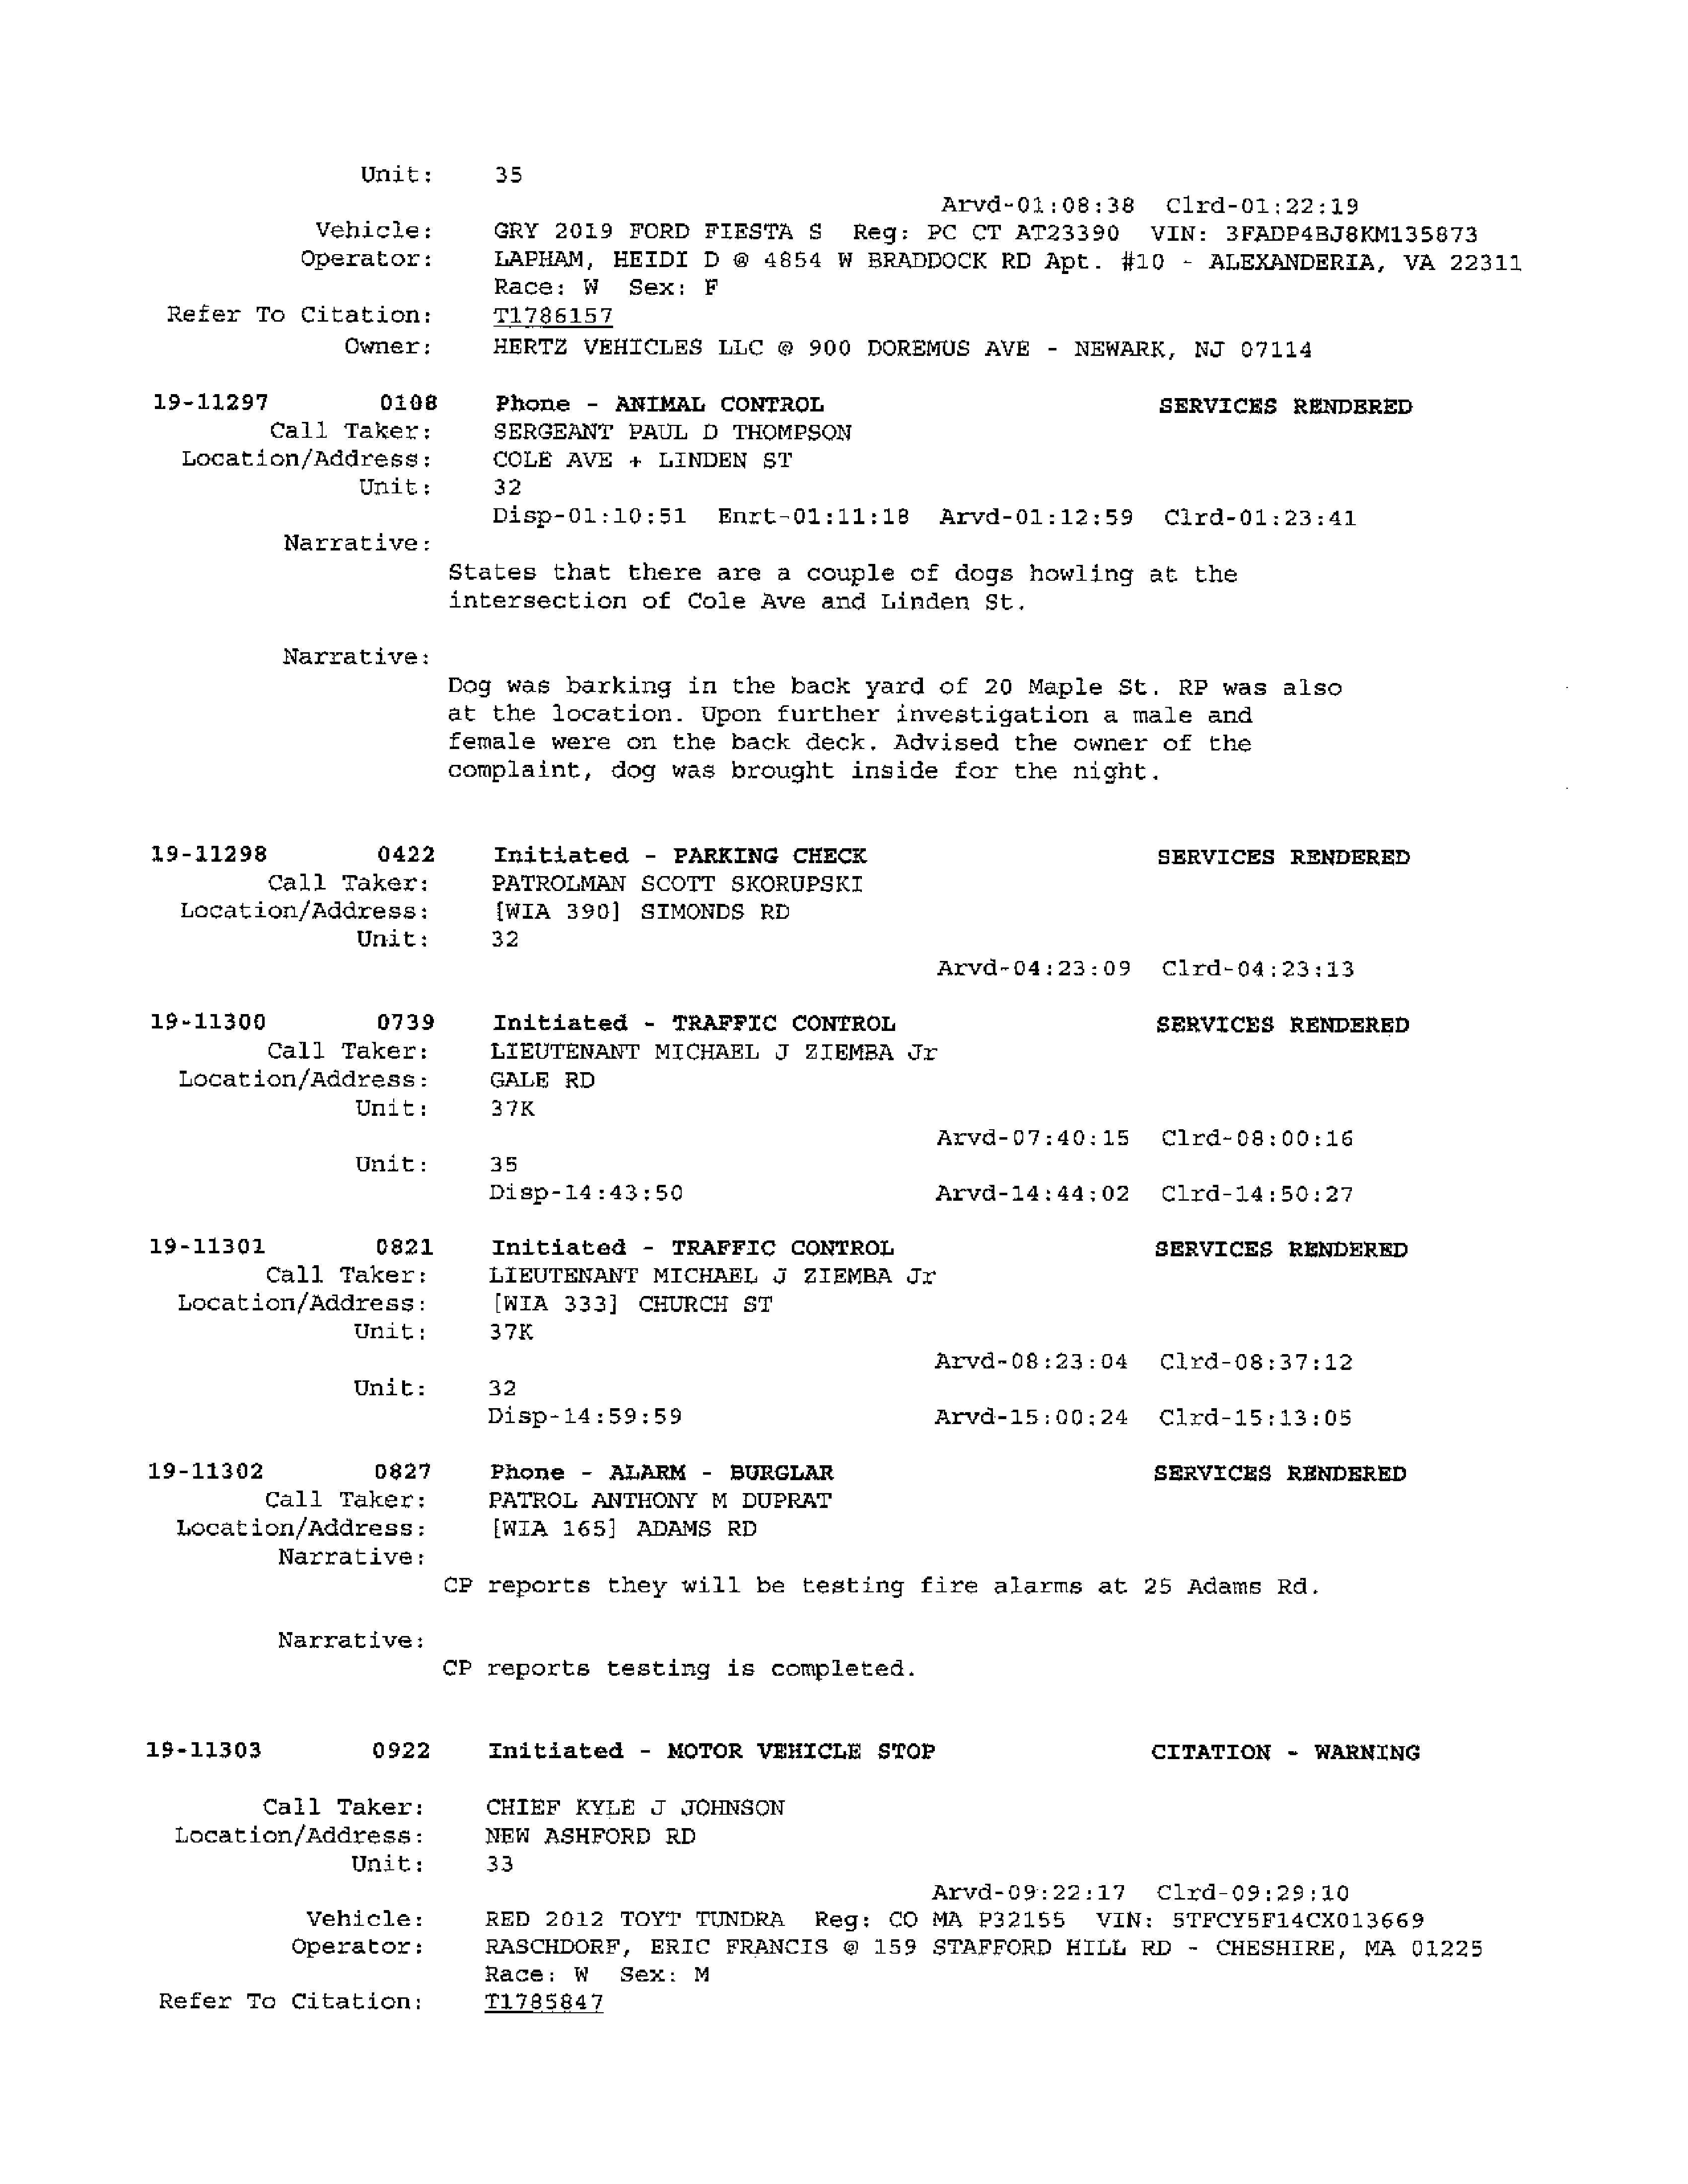 Unit: 35
Arvd-01:08:38 Clrd-01:22:19
Vehicle: GRY 2019 FORD FIESTA S Reg: PC CT AT23390 VIN: 3FADP4BJ8KM135873
Operator: LAPHAM, HEIDI D @ 4854 W BRADDOCK RD Apt. #10 - ALEXANDERIA, VA 22311
Race: W Sex: F
Refer To Citation: T1786157
Owner: HERTZ VEHICLES LLC @ 900 DOREMUS AVE - NEWARK, NJ 07114
19-11297 0108 Phone - ANIMAL CONTROL SERVICES RENDERED
Call Taker: SERGEANT PAUL D THOMPSON
Location/Address: COLE AVE + LINDEN ST
Unit: 32
Disp-01:10:51 Enrt-01:11:18 Arvd-01:12:59 Clrd-01:23:41
Narrative:
States that there are a couple of dogs howling at the
intersection of Cole Ave and Linden St.
Narrative:
Dog was barking in the back yard of 20 Maple St. RP was also
at the location. Upon further investigation a male and
female were on the back deck. Advised the owner of the
complaint, dog was brought inside for the night.
19-11298 0422 Initiated - PARKING CHECK SERVICES RENDERED
Call Taker: PATROLMAN SCOTT SKORUPSKI
Location/Address: [WIA 390] SIMONDS RD
Unit: 32
Arvd-04:23:09 Clrd-04:23:13
19-11300 0739 Initiated - TRAFFIC CONTROL SERVICES RENDERED
Call Taker: LIEUTENANT MICHAEL J ZIEMBA Jr
Location/Address: GALE RD
Unit: 37K
Arvd-07:40:15 Clrd-08:00:16
Unit: 35
Disp-14:43:50 Arvd-14:44:02 Clrd-14:50:27
19-11301 0821 Initiated - TRAFFIC CONTROL SERVICES RENDERED
Call Taker: LIEUTENANT MICHAEL J ZIEMBA Jr
Location/Address: [WIA 333] CHURCH ST
Unit: 37K
Arvd-08:23:04 Clrd-08:37:12
Unit: 32
Disp-14:59:59 Arvd-15:00:24 Clrd-15:13:05
19-11302 0827 Phone - ALARM - BURGLAR SERVICES RENDERED
Call Taker: PATROL ANTHONY M DUPRAT
Location/Address: [WIA 165] ADAMS RD
Narrative:
CP reports they will be testing fire alarms at 25 Adams Rd.
Narrative:
CP reports testing is completed.
19-11303 0922 Initiated - MOTOR VEHICLE STOP CITATION - WARNING
Call Taker: CHIEF KYLE J JOHNSON
Location/Address: NEW ASHFORD RD
Unit: 33
Arvd-09:22:17 Clrd-09:29:10
Vehicle: RED 2012 TOYT TUNDRA Reg: CO MA P32155 VIN: 5TFCY5F14CX013669
Operator: RASCHDORF, ERIC FRANCIS @ 159 STAFFORD HILL RD - CHESHIRE, MA 01225
Race: W Sex: M
Refer To Citation: T1785847